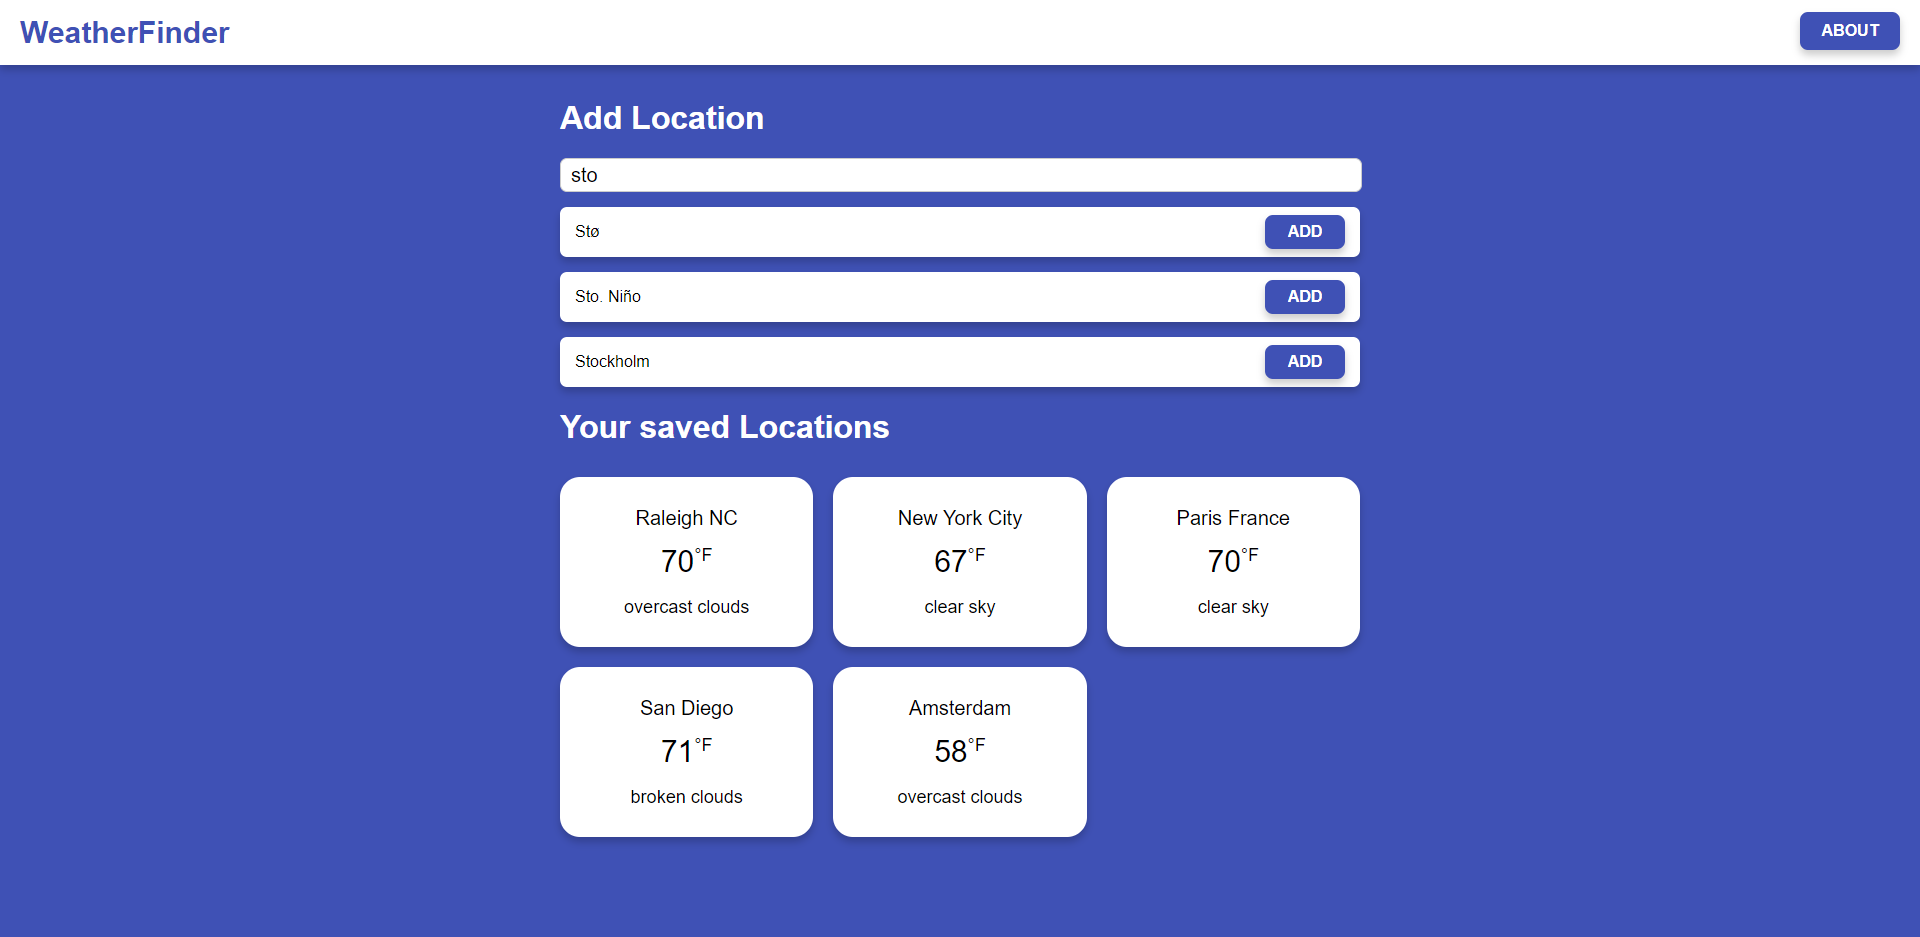 WeatherFinder
ABOUT
Add Location
sto
Stø
ADD
Sto. Niño
ADD
Stockholm
ADD
Your saved Locations
Raleigh NC
70°F
overcast clouds
New York City
67°F
clear sky
Paris France
70°F
clear sky
San Diego
71°F
broken clouds
Amsterdam
58°F
overcast clouds